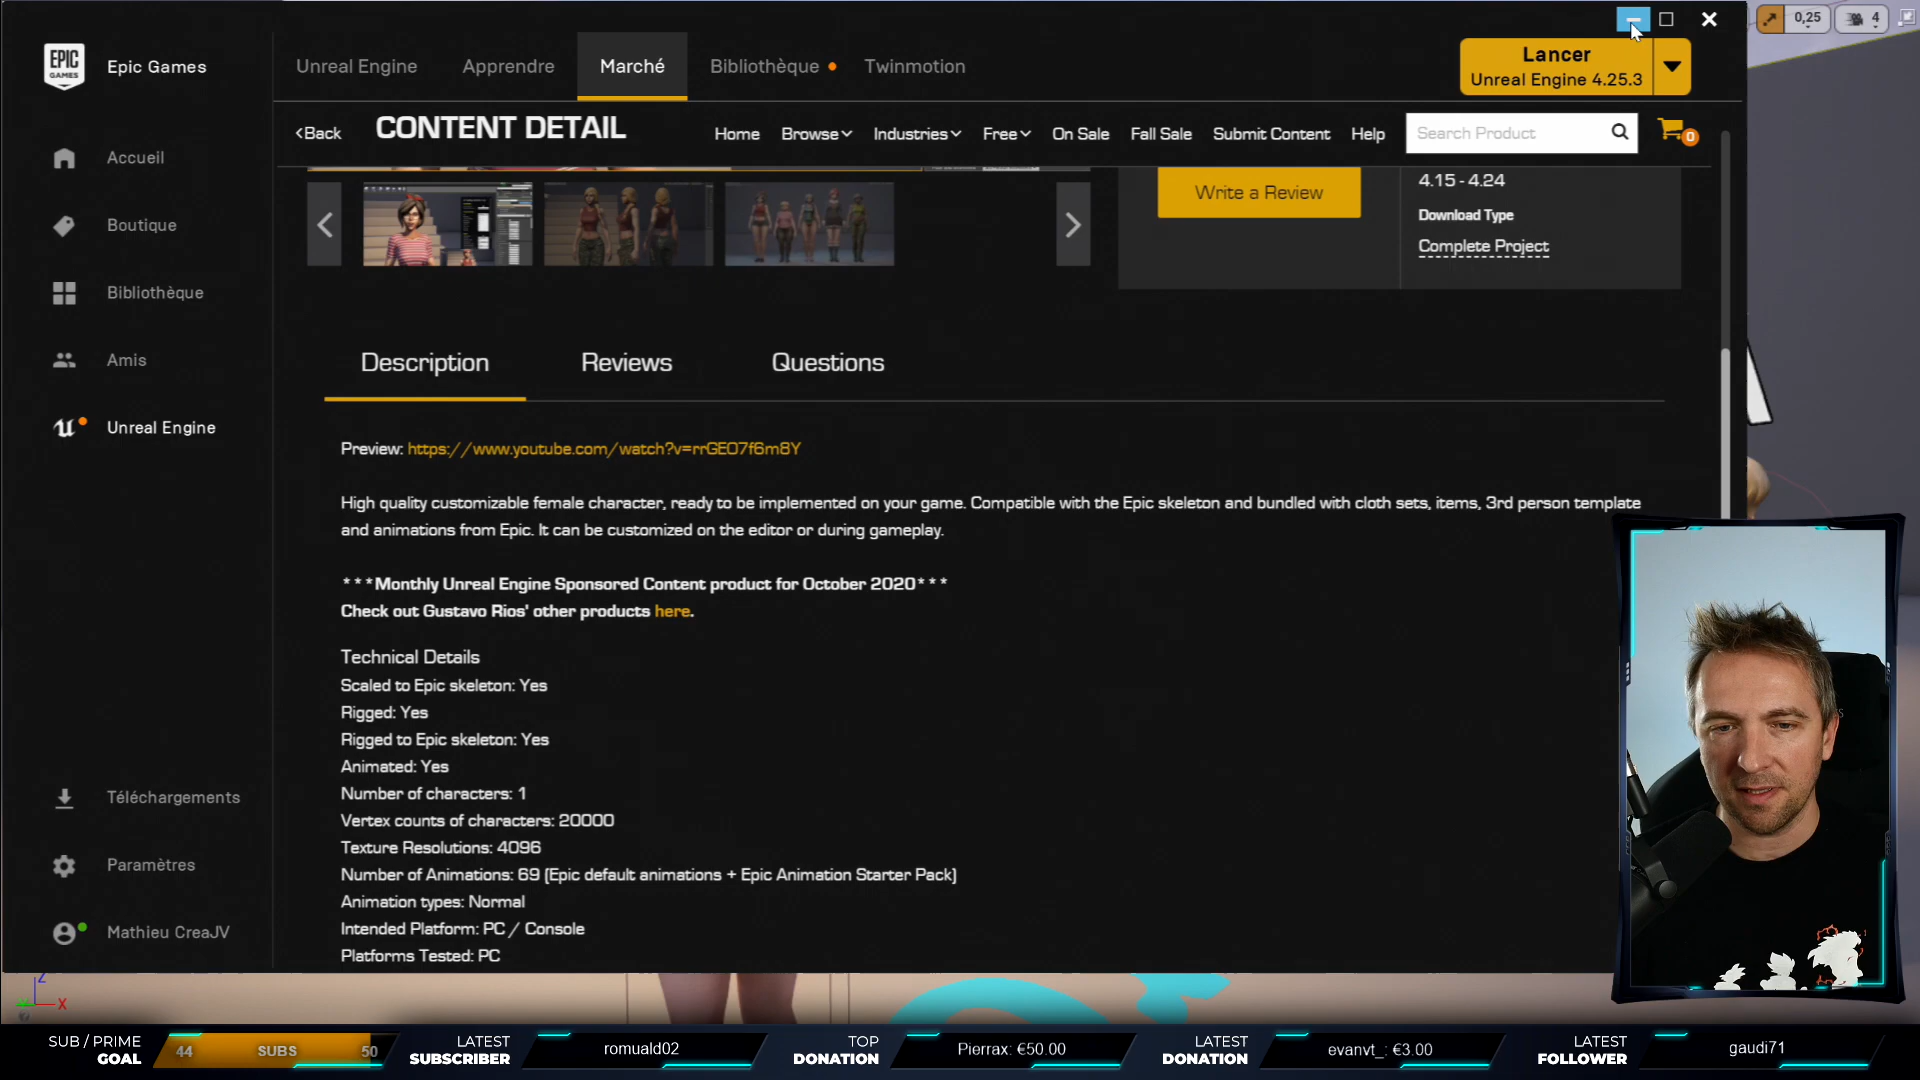 0,25
4
EPIC
GAMES
Epic Games
Unreal Engine
Apprendre
Marché
Bibliothèque
Twinmotion
Lancer
Unreal Engine 4.25.3
Back
CONTENT DETAIL
Home
Browse
Industries
Free
On Sale
Fall Sale
Submit Content
Help
Search Product
0
Accueil
Boutique
Bibliothèque
Amis
Unreal Engine
Téléchargements
Paramètres
Mathieu CreaJV
Write a Review
4.15 - 4.24
Download Type
Complete Project
Description
Reviews
Questions
Preview: https://www.youtube.com/watch?v=rrGEO7f6m8Y
High quality customizable female character, ready to be implemented on your game. Compatible with the Epic skeleton and bundled with cloth sets, items, 3rd person template
and animations from Epic. It can be customized on the editor or during gameplay.
***Monthly Unreal Engine Sponsored Content product for October 2020***
Check out Gustavo Rios' other products here.
Technical Details
Scaled to Epic skeleton: Yes
Rigged: Yes
Rigged to Epic skeleton: Yes
Animated: Yes
Number of characters: 1
Vertex counts of characters: 20000
Texture Resolutions: 4096
Number of Animations: 69 (Epic default animations + Epic Animation Starter Pack)
Animation types: Normal
Intended Platform: PC / Console
Platforms Tested: PC
Z
X
SUB / PRIME
GOAL
44
SUBS
50
LATEST
SUBSCRIBER
romuald02
TOP
DONATION
Pierrax: €50.00
LATEST
DONATION
evanvt_: €3.00
LATEST
FOLLOWER
gaudi71